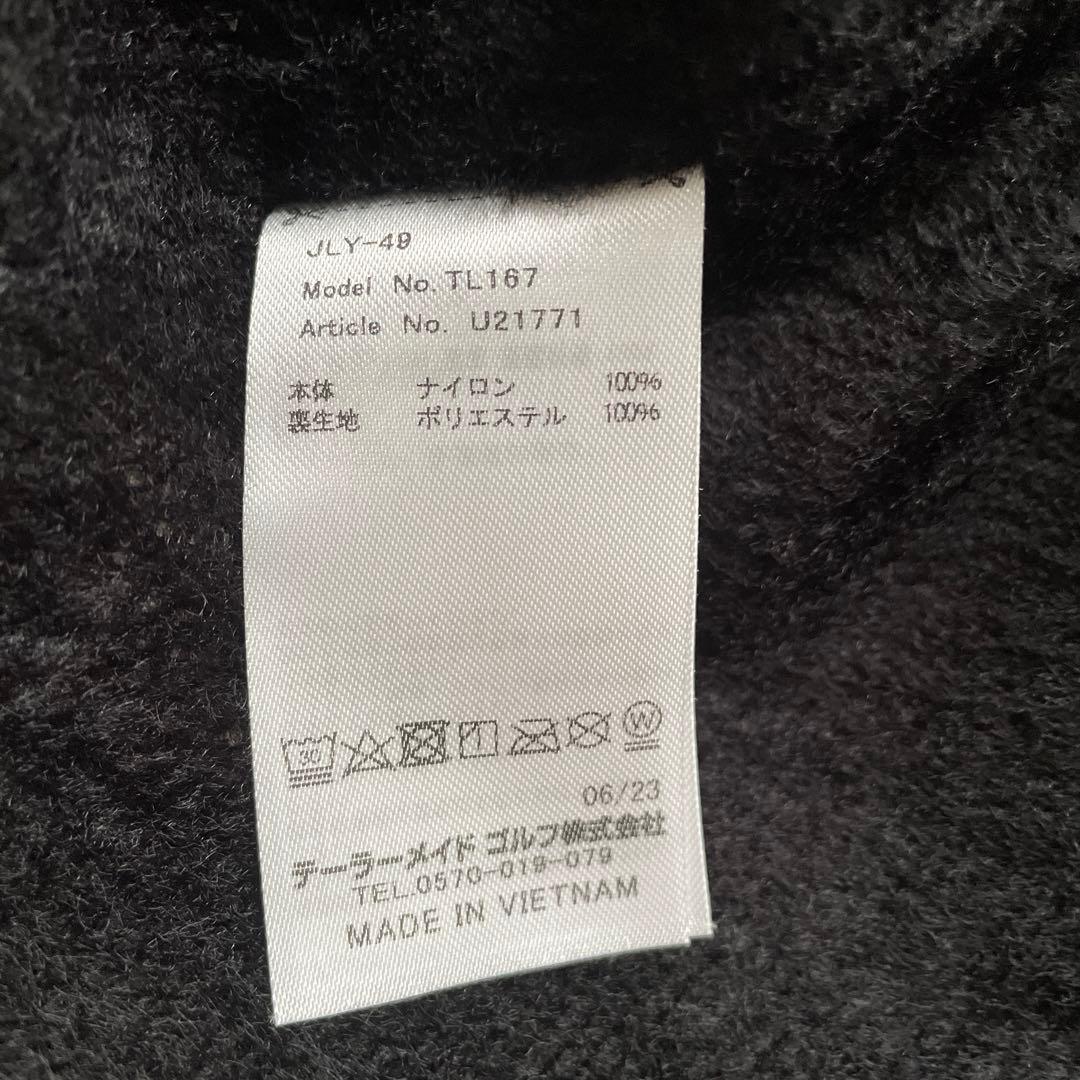 JLY-49
Model No. TL167
Article No. U21771
本体 ナイロン 100%
裏生地 ポリエステル 100%
30 W
06/23
テーラーメイド ゴルフ株式会社
TEL.0570-019-079
MADE IN VIETNAM